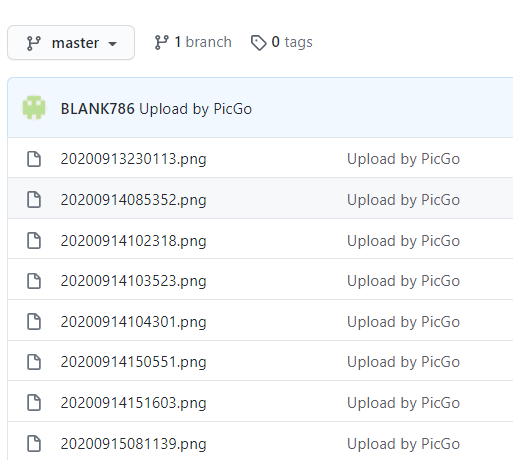 master 1 branch 0 tags
BLANK786 Upload by PicGo
20200913230113.png Upload by PicGo
20200914085352.png Upload by PicGo
20200914102318.png Upload by PicGo
20200914103523.png Upload by PicGo
20200914104301.png Upload by PicGo
20200914150551.png Upload by PicGo
20200914151603.png Upload by PicGo
20200915081139.png Upload by PicGo